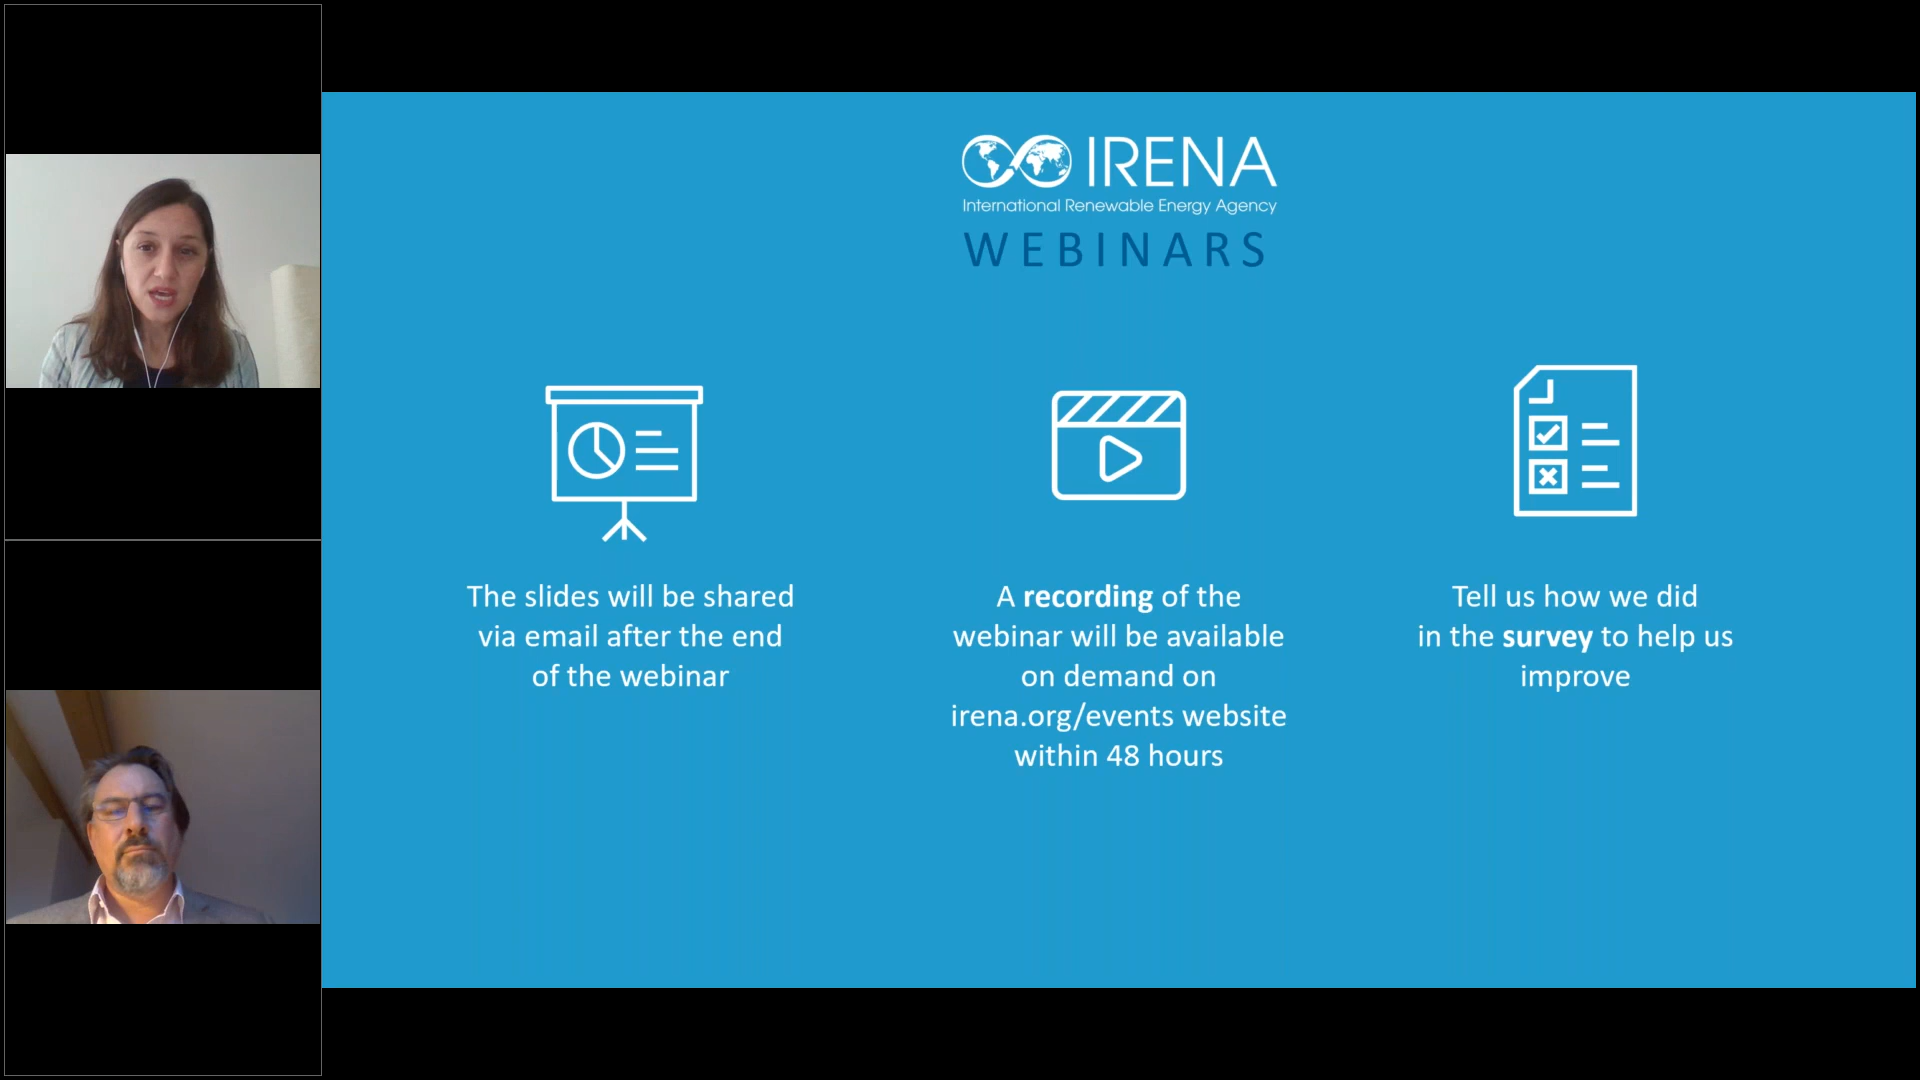 IRENA
International Renewable Energy Agency
WEBINARS
The slides will be shared
via email after the end
of the webinar
A recording of the
webinar will be available
on demand on
irena.org/events website
within 48 hours
Tell us how we did
in the survey to help us
improve